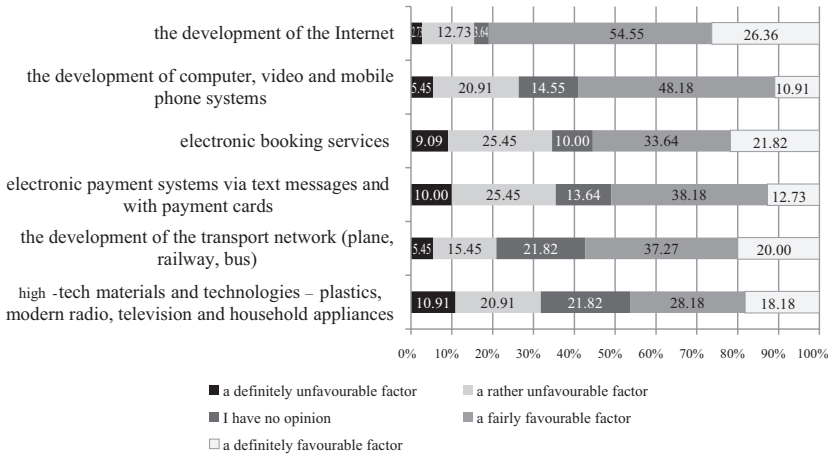 the development of the Internet
2.73 12.73 3.64 54.55 26.36
the development of computer, video and mobile
phone systems
5.45 20.91 14.55 48.18 10.91
electronic booking services
9.09 25.45 10.00 33.64 21.82
electronic payment systems via text messages and
with payment cards
10.00 25.45 13.64 38.18 12.73
the development of the transport network (plane,
railway, bus)
5.45 15.45 21.82 37.27 20.00
high -tech materials and technologies – plastics,
modern radio, television and household appliances
10.91 20.91 21.82 28.18 18.18
0% 10% 20% 30% 40% 50% 60% 70% 80% 90% 100%
a definitely unfavourable factor a rather unfavourable factor
I have no opinion a fairly favourable factor
a definitely favourable factor